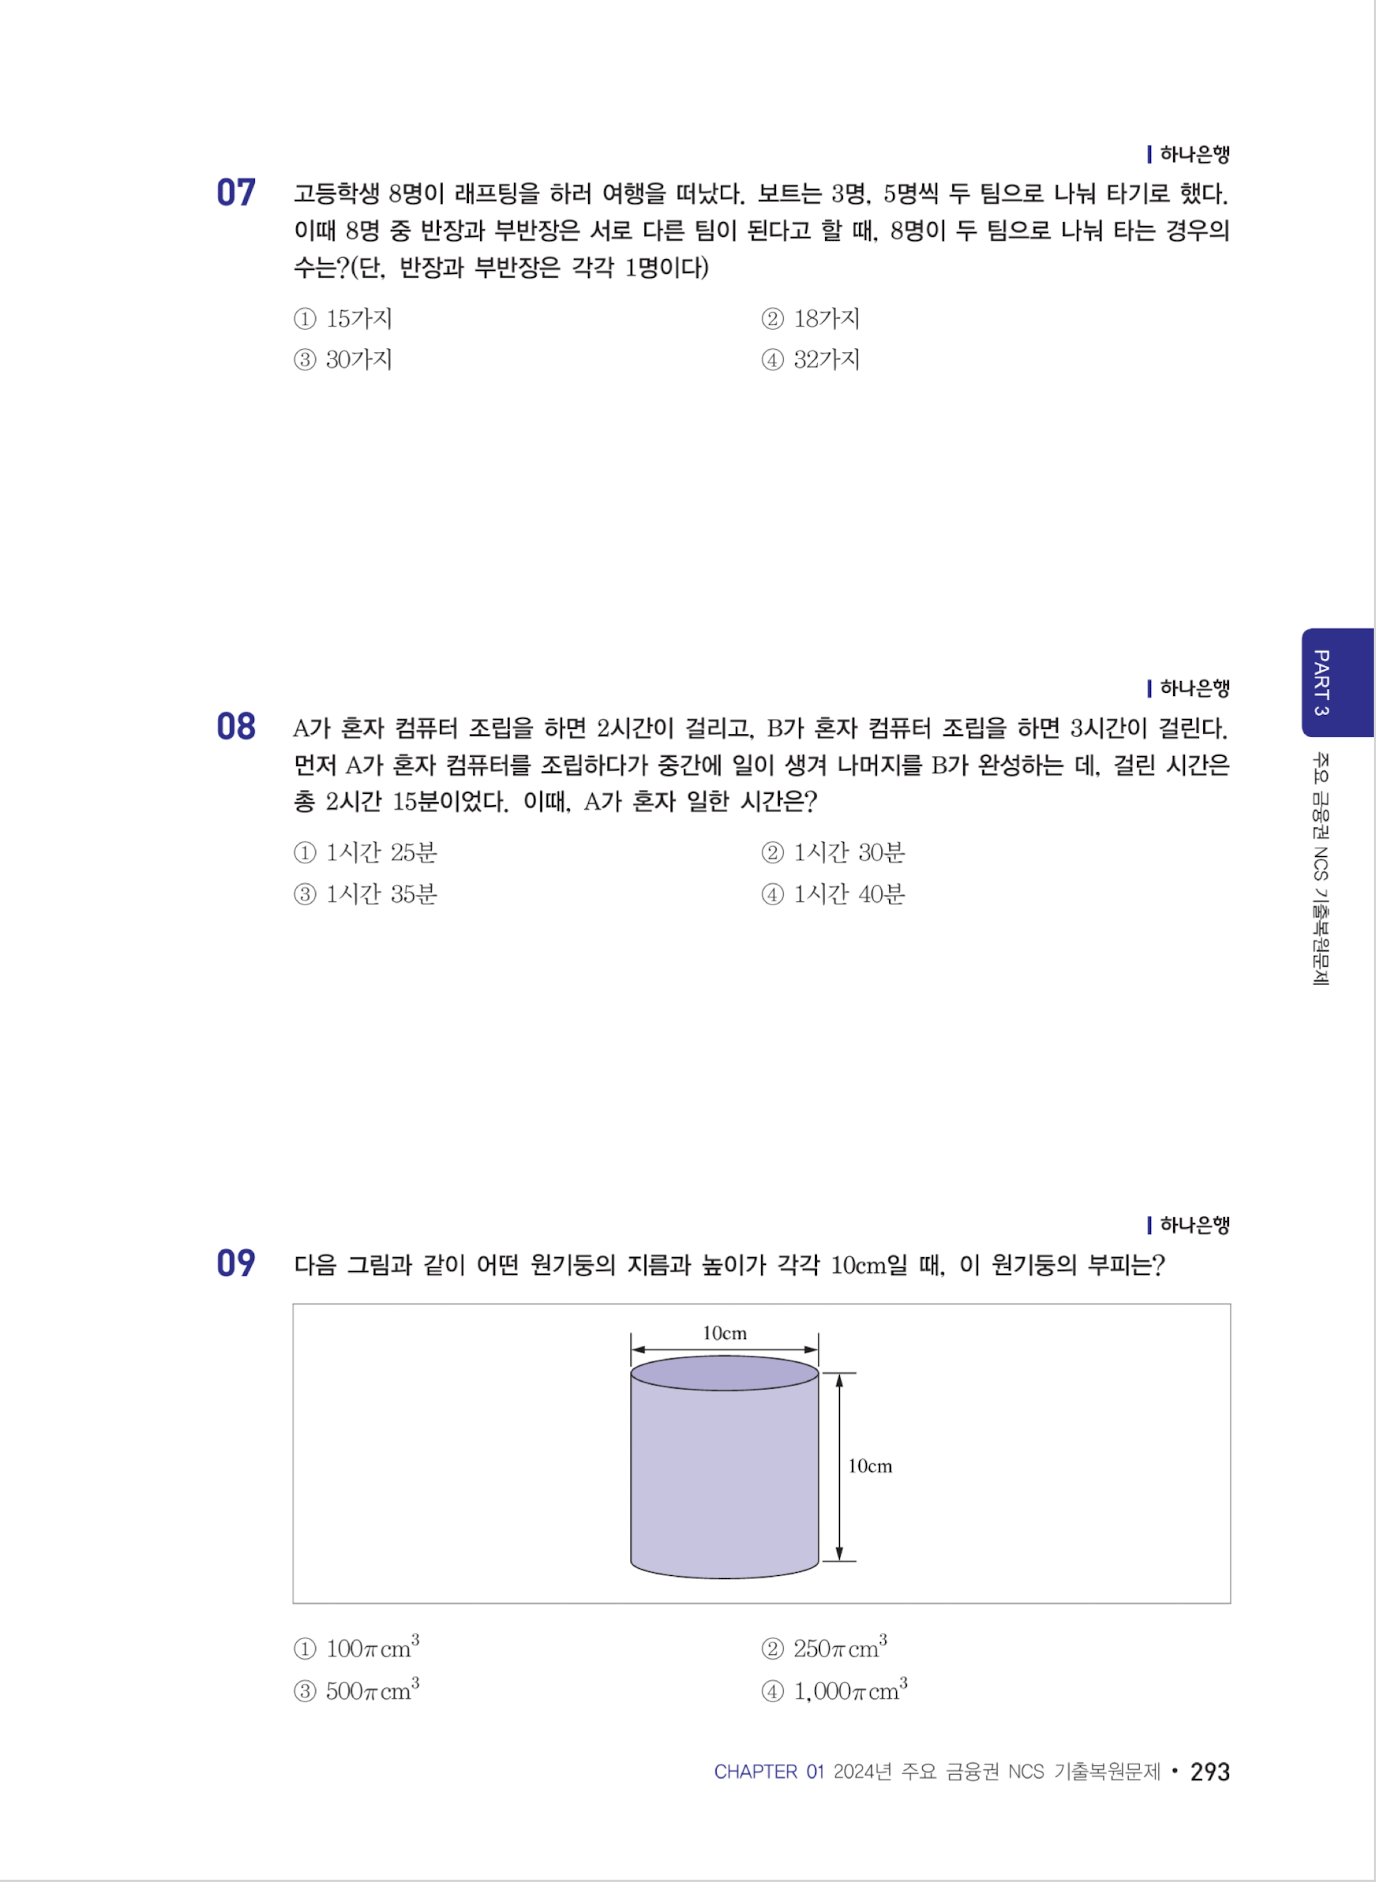 하나은행
07 고등학생 8명이 래프팅을 하러 여행을 떠났다. 보트는 3명, 5명씩 두 팀으로 나눠 타기로 했다.
이때 8명 중 반장과 부반장은 서로 다른 팀이 된다고 할 때, 8명이 두 팀으로 나눠 타는 경우의
수는?(단, 반장과 부반장은 각각 1명이다)
① 15가지 ② 18가지
③ 30가지 ④ 32가지
하나은행
08 A가 혼자 컴퓨터 조립을 하면 2시간이 걸리고, B가 혼자 컴퓨터 조립을 하면 3시간이 걸린다.
먼저 A가 혼자 컴퓨터를 조립하다가 중간에 일이 생겨 나머지를 B가 완성하는 데, 걸린 시간은
총 2시간 15분이었다. 이때, A가 혼자 일한 시간은?
① 1시간 25분 ② 1시간 30분
③ 1시간 35분 ④ 1시간 40분
하나은행
09 다음 그림과 같이 어떤 원기둥의 지름과 높이가 각각 10cm일 때, 이 원기둥의 부피는?
10cm
10cm
① 100πcm³ ② 250πcm³
③ 500πcm³ ④ 1,000πcm³
PART 3
주요 금융권 NCS 기출복원문제
CHAPTER 01 2024년 주요 금융권 NCS 기출복원문제 • 293